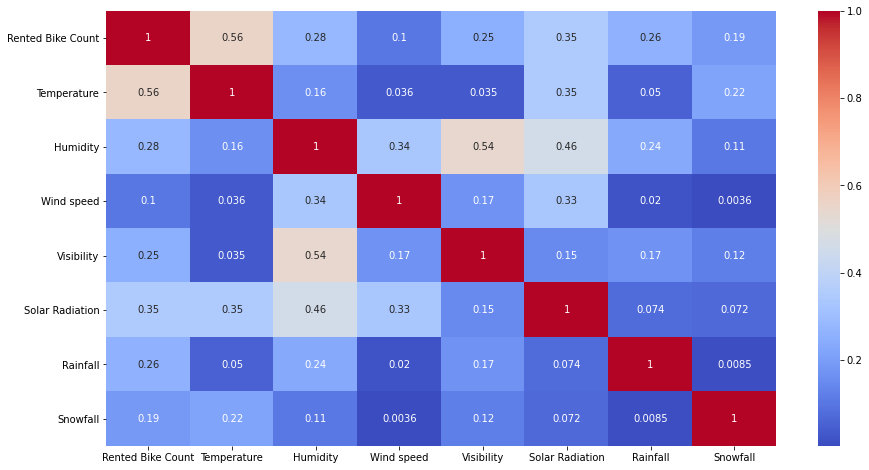 Rented Bike Count 1 0.56 0.28 0.1 0.25 0.35 0.26 0.19
Temperature 0.56 1 0.16 0.036 0.035 0.35 0.05 0.22
Humidity 0.28 0.16 1 0.34 0.54 0.46 0.24 0.11
Wind speed 0.1 0.036 0.34 1 0.17 0.33 0.02 0.0036
Visibility 0.25 0.035 0.54 0.17 1 0.15 0.17 0.12
Solar Radiation 0.35 0.35 0.46 0.33 0.15 1 0.074 0.072
Rainfall 0.26 0.05 0.24 0.02 0.17 0.074 1 0.0085
Snowfall 0.19 0.22 0.11 0.0036 0.12 0.072 0.0085 1
Rented Bike Count Temperature Humidity Wind speed Visibility Solar Radiation Rainfall Snowfall
1.0
0.8
0.6
0.4
0.2